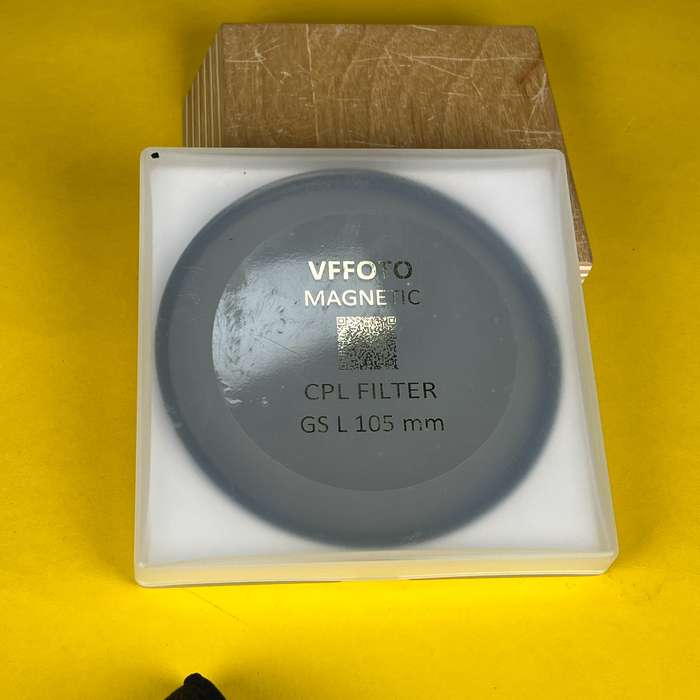 VFFOTO
MAGNETIC
CPL FILTER
GS L 105 mm